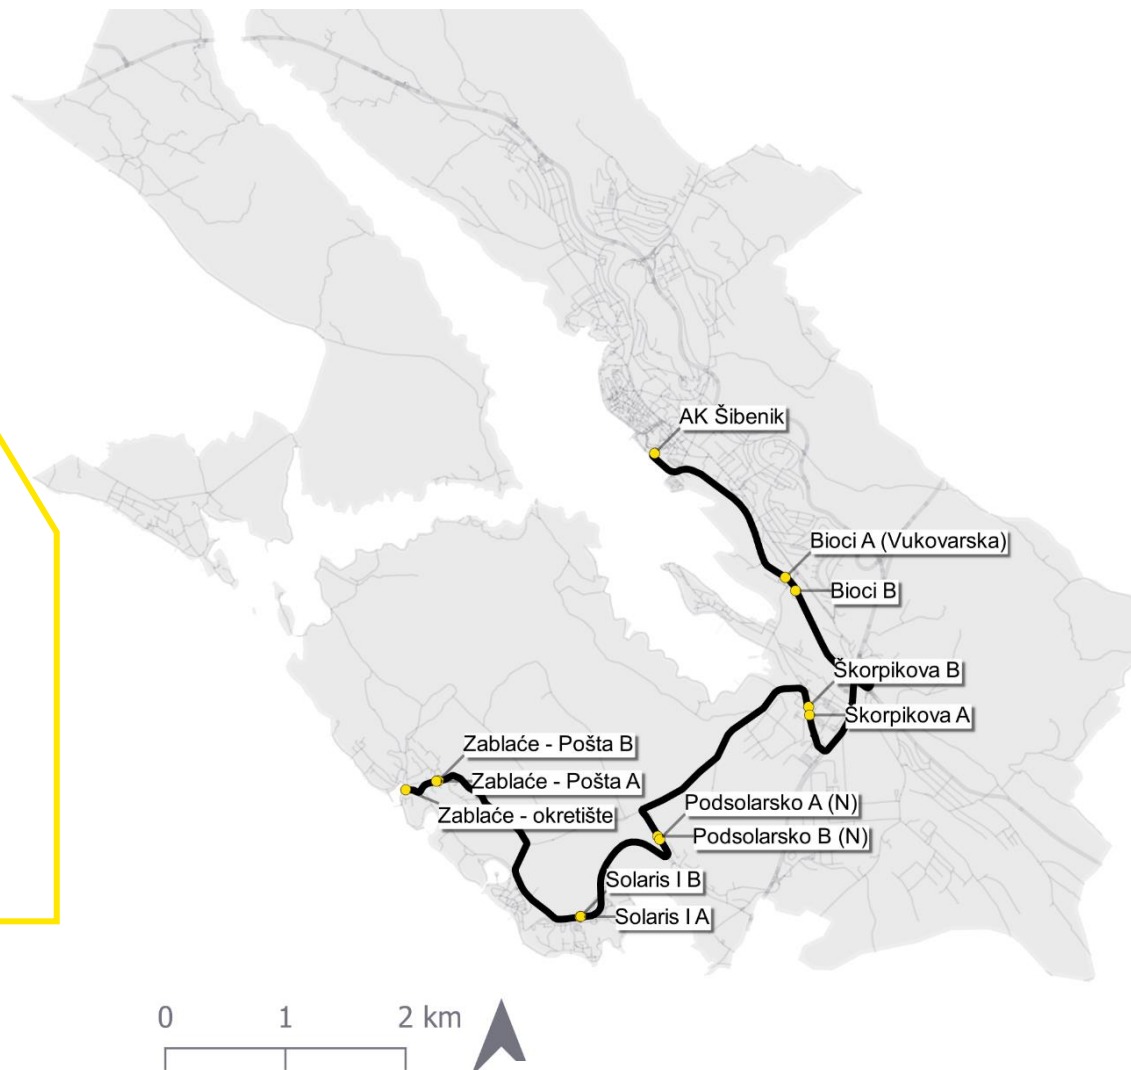 AK Šibenik
Bioci A (Vukovarska)
Bioci B
Škorpikova B
Škorpikova A
Zablaće - Pošta B
Zablaće - Pošta A
Zablaće - okretište
Podsolarsko A (N)
Podsolarsko B (N)
Solaris I B
Solaris I A
0 1 2 km